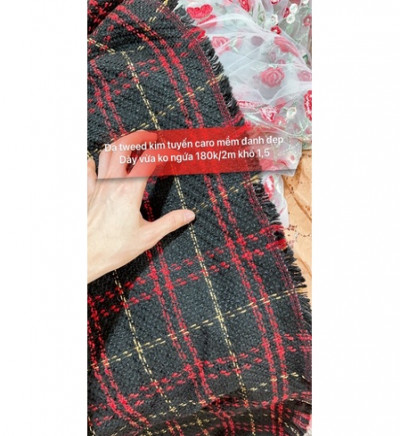 Dạ tweed kim tuyến caro mềm đanh đẹp
Dày vừa ko ngứa 180k/2m khổ 1,5